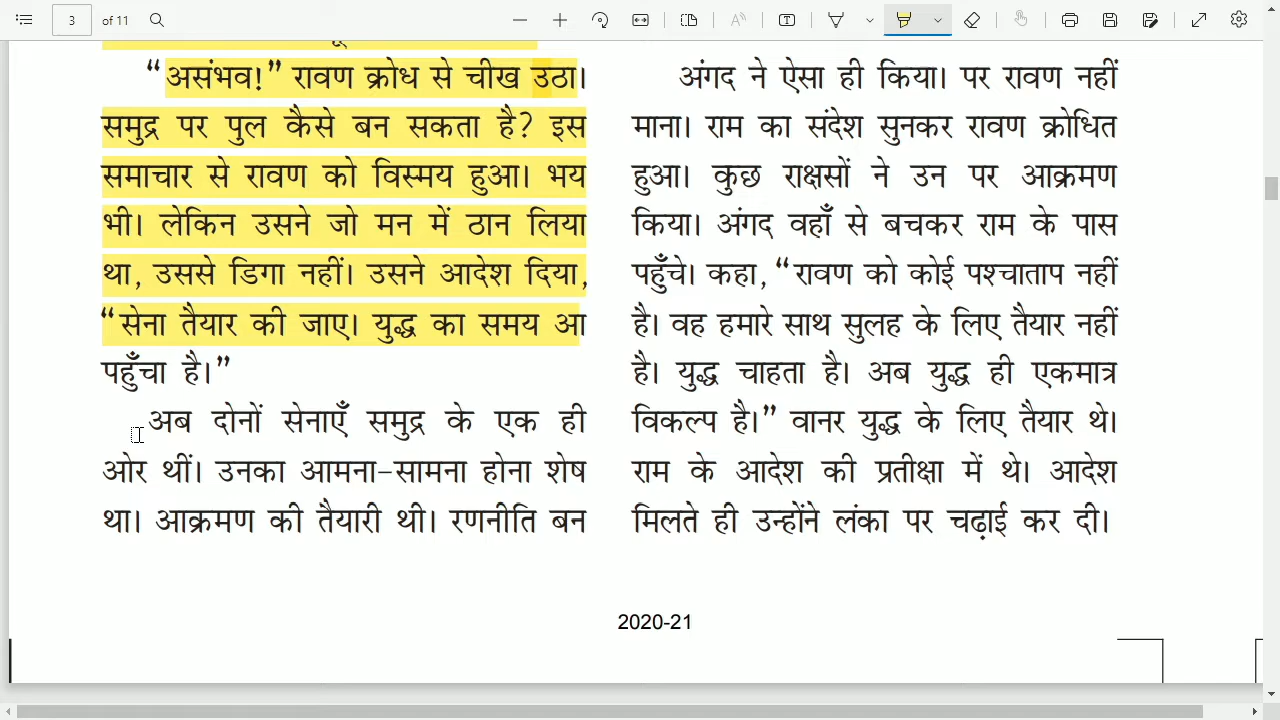 3
of 11
“असंभव!” रावण क्रोध से चीख उठा।
समुद्र पर पुल कैसे बन सकता है? इस
समाचार से रावण को विस्मय हुआ। भय
भी। लेकिन उसने जो मन में ठान लिया
था, उससे डिगा नहीं। उसने आदेश दिया,
“सेना तैयार की जाए। युद्ध का समय आ
पहुँचा है।”
अब दोनों सेनाएँ समुद्र के एक ही
ओर थीं। उनका आमना-सामना होना शेष
था। आक्रमण की तैयारी थी। रणनीति बन
अंगद ने ऐसा ही किया। पर रावण नहीं
माना। राम का संदेश सुनकर रावण क्रोधित
हुआ। कुछ राक्षसों ने उन पर आक्रमण
किया। अंगद वहाँ से बचकर राम के पास
पहुँचे। कहा, “रावण को कोई पश्चाताप नहीं
है। वह हमारे साथ सुलह के लिए तैयार नहीं
है। युद्ध चाहता है। अब युद्ध ही एकमात्र
विकल्प है।” वानर युद्ध के लिए तैयार थे।
राम के आदेश की प्रतीक्षा में थे। आदेश
मिलते ही उन्होंने लंका पर चढ़ाई कर दी।
2020-21